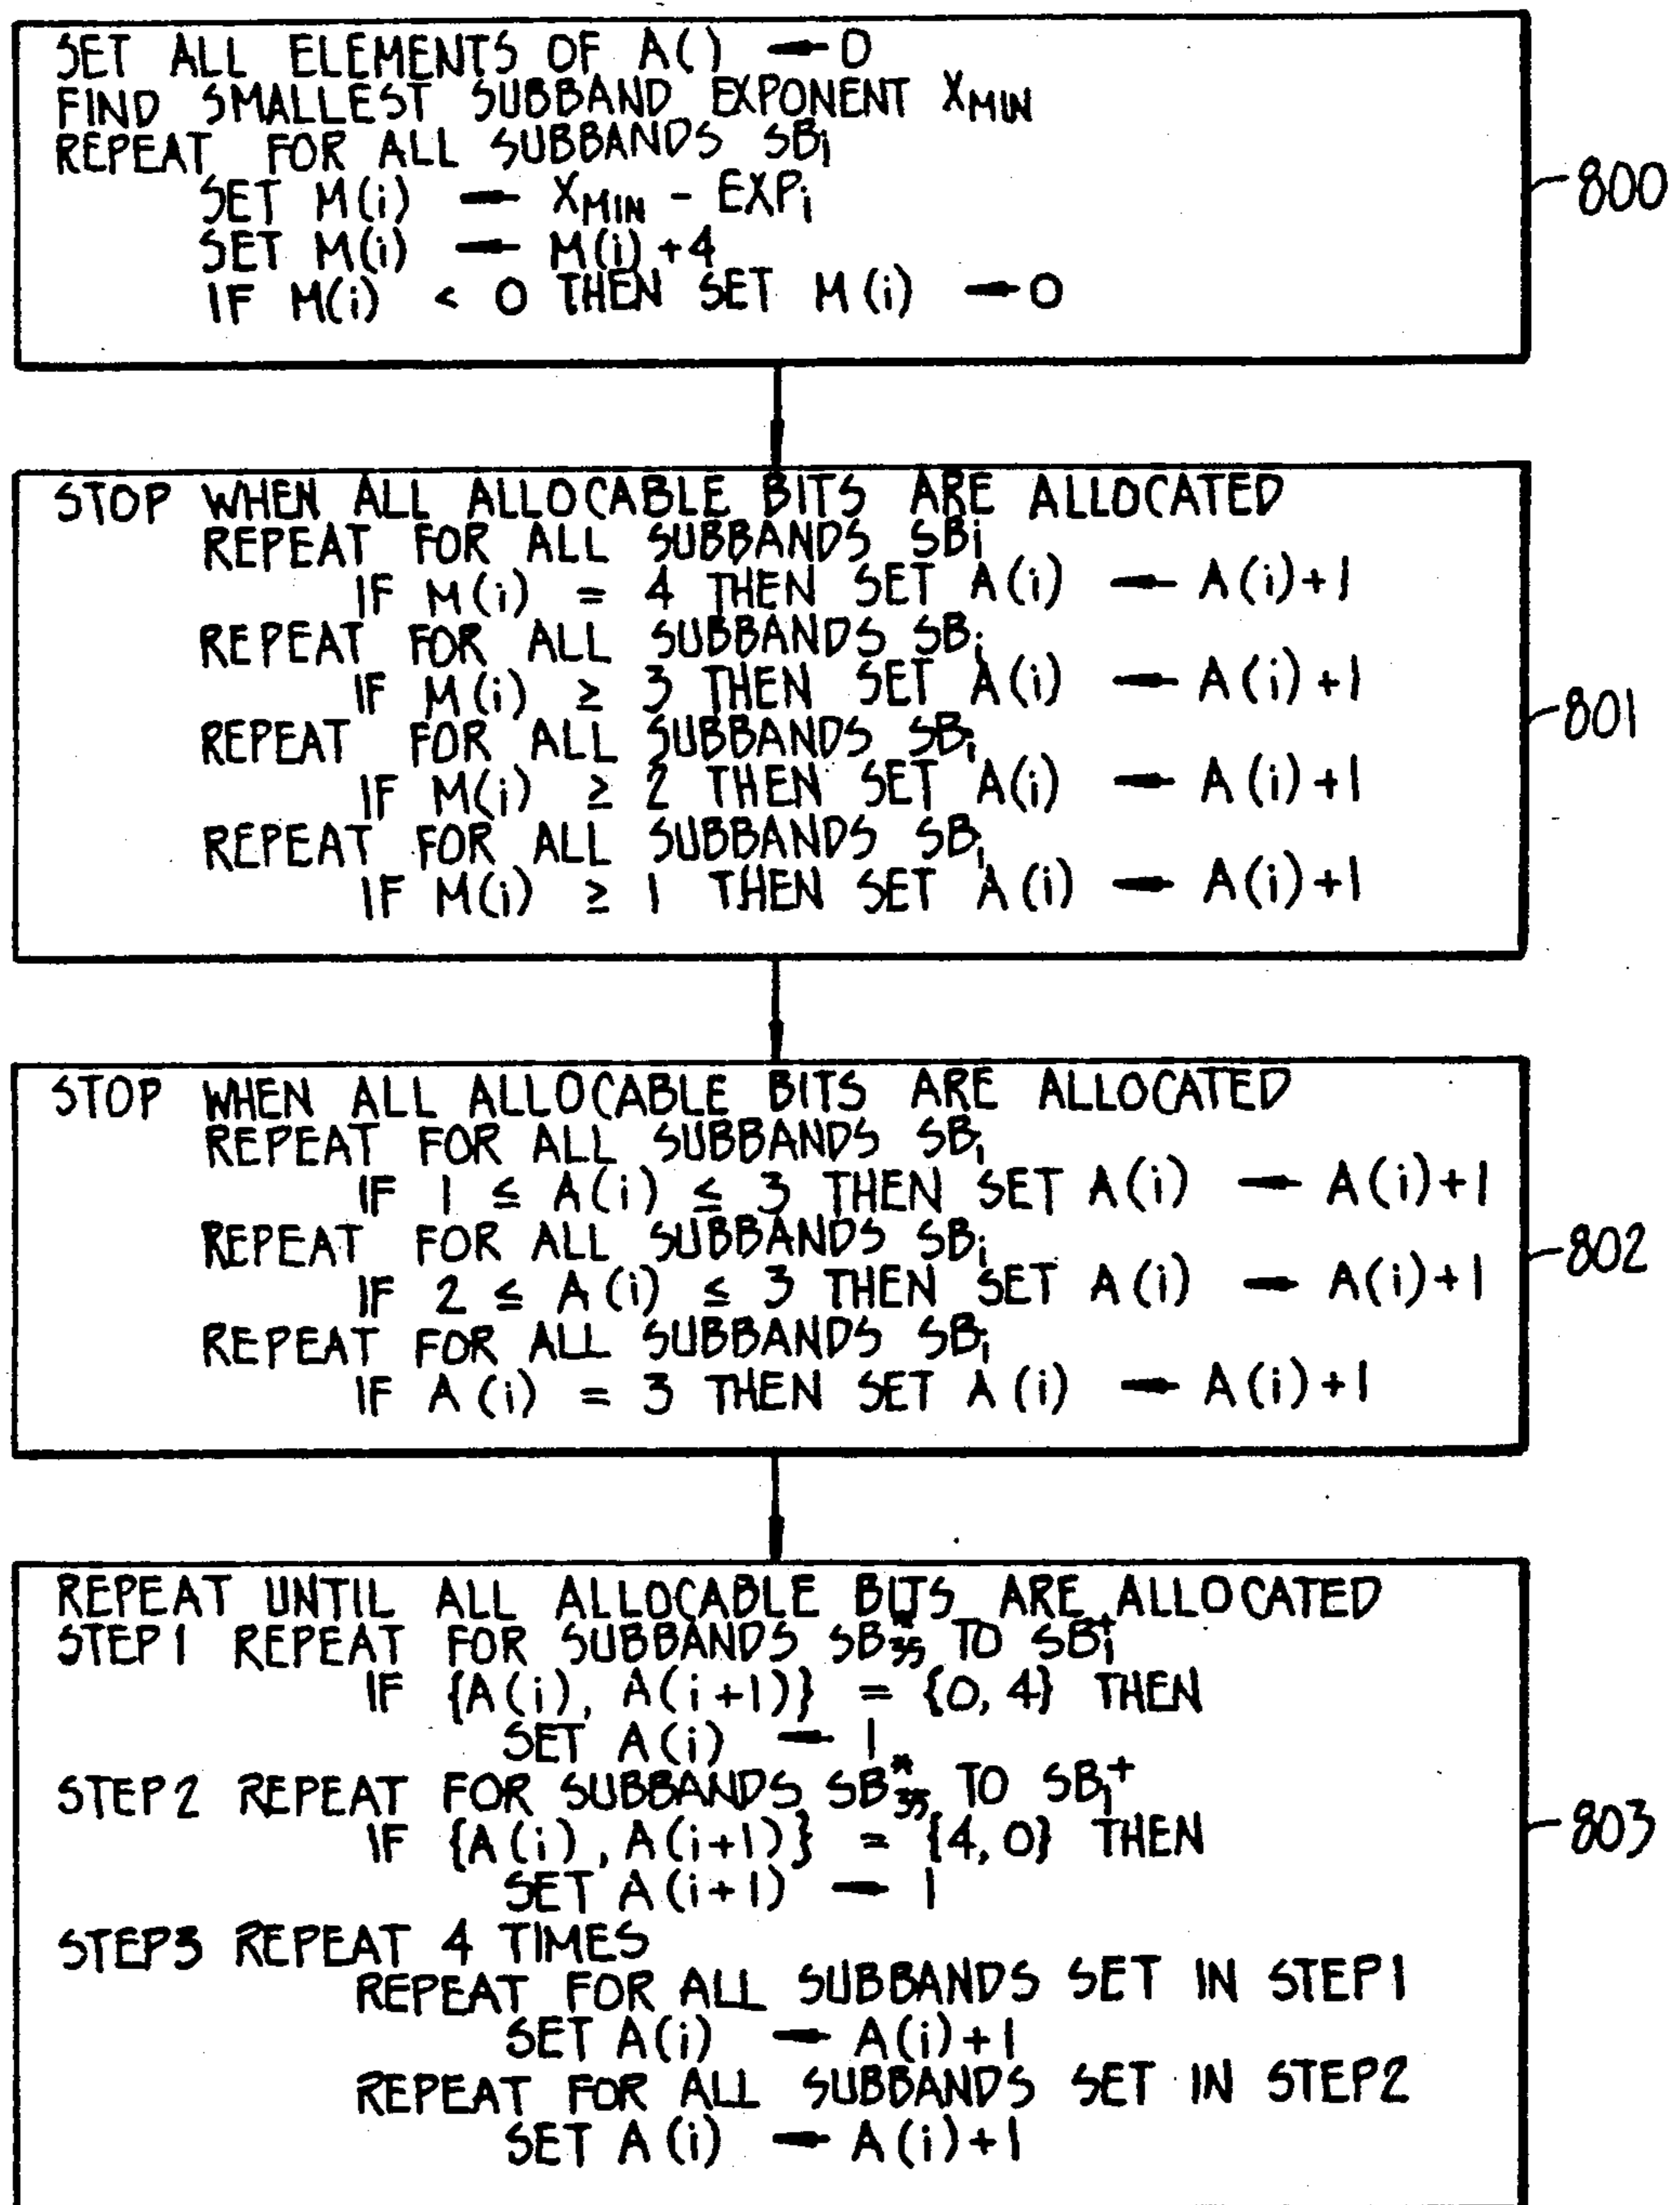 SET ALL ELEMENTS OF A() ← 0
FIND SMALLEST SUBBAND EXPONENT XMIN
REPEAT FOR ALL SUBBANDS SBi
SET M(i) ← XMIN - EXPi
SET M(i) ← M(i)+4
IF M(i) < 0 THEN SET M(i) ← 0
800
STOP WHEN ALL ALLOCABLE BITS ARE ALLOCATED
REPEAT FOR ALL SUBBANDS SBi
IF M(i) = 4 THEN SET A(i) ← A(i)+1
REPEAT FOR ALL SUBBANDS SBi
IF M(i) ≥ 3 THEN SET A(i) ← A(i)+1
REPEAT FOR ALL SUBBANDS SBi
IF M(i) ≥ 2 THEN SET A(i) ← A(i)+1
REPEAT FOR ALL SUBBANDS SBi
IF M(i) ≥ 1 THEN SET A(i) ← A(i)+1
801
STOP WHEN ALL ALLOCABLE BITS ARE ALLOCATED
REPEAT FOR ALL SUBBANDS SBi
IF 1 ≤ A(i) ≤ 3 THEN SET A(i) ← A(i)+1
REPEAT FOR ALL SUBBANDS SBi
IF 2 ≤ A(i) ≤ 3 THEN SET A(i) ← A(i)+1
REPEAT FOR ALL SUBBANDS SBi
IF A(i) = 3 THEN SET A(i) ← A(i)+1
802
REPEAT UNTIL ALL ALLOCABLE BITS ARE ALLOCATED
STEP1 REPEAT FOR SUBBANDS SB*35 TO SB1+
IF {A(i), A(i+1)} = {0, 4} THEN
SET A(i) ← 1
STEP2 REPEAT FOR SUBBANDS SB*35 TO SB1+
IF {A(i), A(i+1)} = {4, 0} THEN
SET A(i+1) ← 1
STEP3 REPEAT 4 TIMES
REPEAT FOR ALL SUBBANDS SET IN STEP1
SET A(i) ← A(i)+1
REPEAT FOR ALL SUBBANDS SET IN STEP2
SET A(i) ← A(i)+1
803